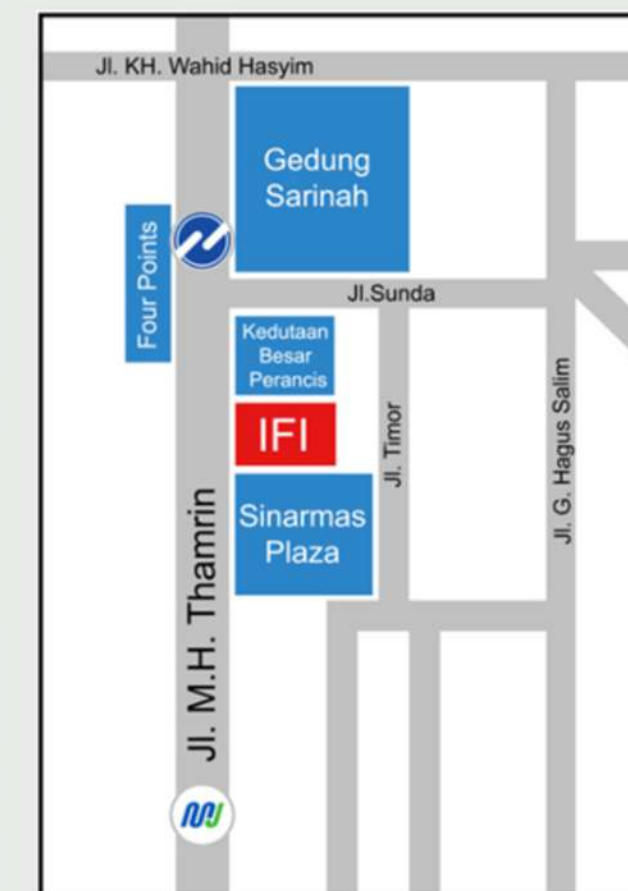 Jl. KH. Wahid Hasyim
Gedung
Sarinah
Four Points
Jl.Sunda
Kedutaan
Besar
Perancis
IFI
Jl. Timor
Jl. G. Hagus Salim
Sinarmas
Plaza
Jl. M.H. Thamrin